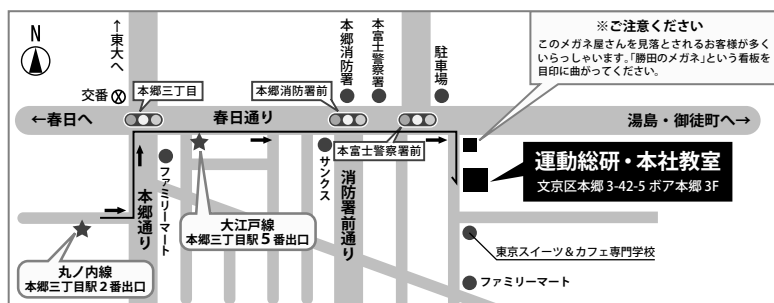 N
↑東大へ
本郷消防署
本富士警察署
駐車場
※ご注意ください
このメガネ屋さんを見落とされるお客様が多く
いらっしゃいます。「勝田のメガネ」という看板を
目印に曲がってください。
交番
本郷三丁目
本郷消防署前
←春日へ
春日通り
湯島・御徒町へ→
本富士警察署前
運動総研・本社教室
文京区本郷 3-42-5 ボア本郷 3F
本郷通り
ファミリーマート
大江戸線
本郷三丁目駅 5 番出口
サンクス
消防署前通り
丸ノ内線
本郷三丁目駅 2 番出口
東京スイーツ&カフェ専門学校
ファミリーマート